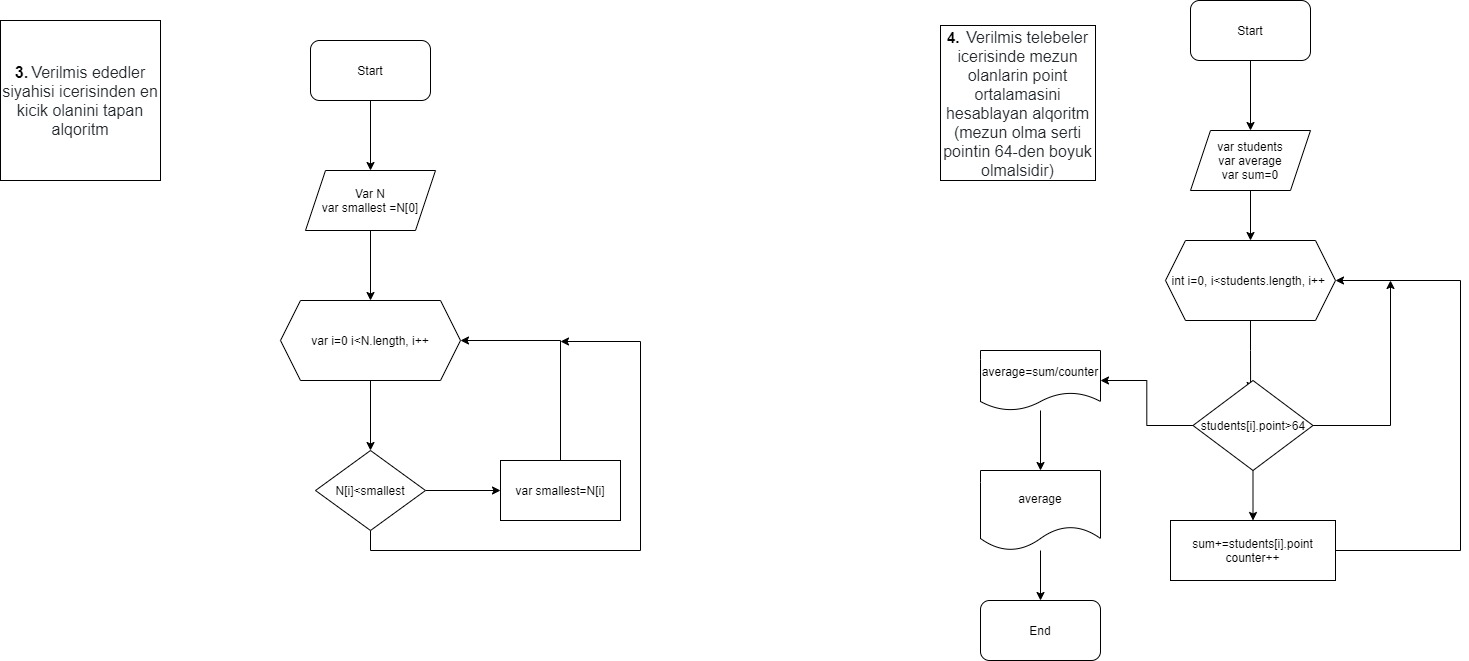 3. Verilmis ededler
siyahisi icerisinden en
kicik olanini tapan
alqoritm
Start
Var N
var smallest =N[0]
var i=0 i<N.length, i++
N[i]<smallest
var smallest=N[i]
4. Verilmis telebeler
icerisinde mezun
olanlarin point
ortalamasini
hesablayan alqoritm
(mezun olma serti
pointin 64-den boyuk
olmalsidir)
Start
var students
var average
var sum=0
int i=0, i<students.length, i++
students[i].point>64
sum+=students[i].point
counter++
average=sum/counter
average
End